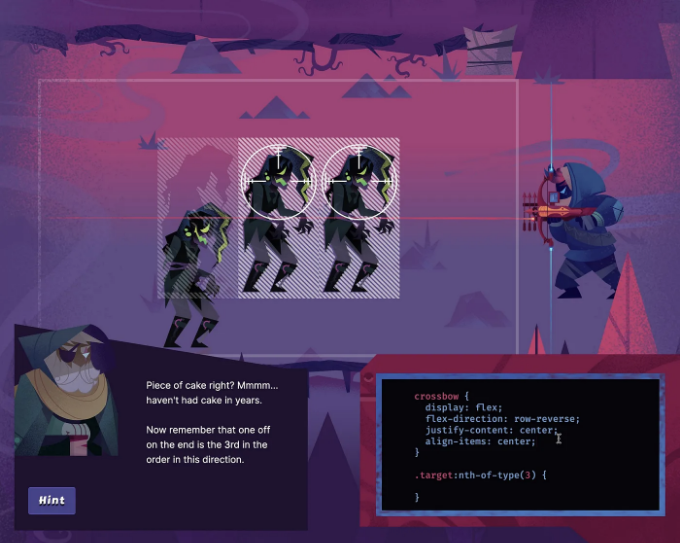 Piece of cake right? Mmmm...
haven't had cake in years.
Now remember that one off
on the end is the 3rd in the
order in this direction.
Hint
crossbow {
display: flex;
flex-direction: row-reverse;
justify-content: center;
align-items: center;
}
.target:nth-of-type(3) {
}